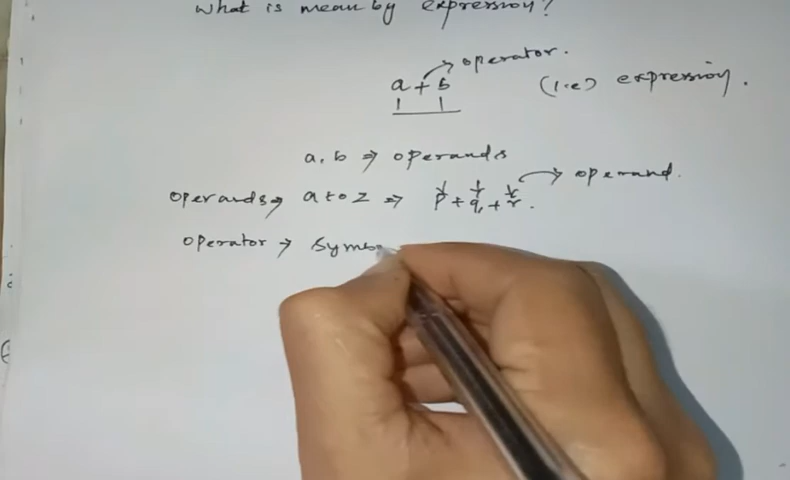 What is mean by expression?
operator.
a + b (i.e) expression.
a, b ⇒ operands
operand.
operands → a to z ⇒ p + q + r.
operator → Symbo